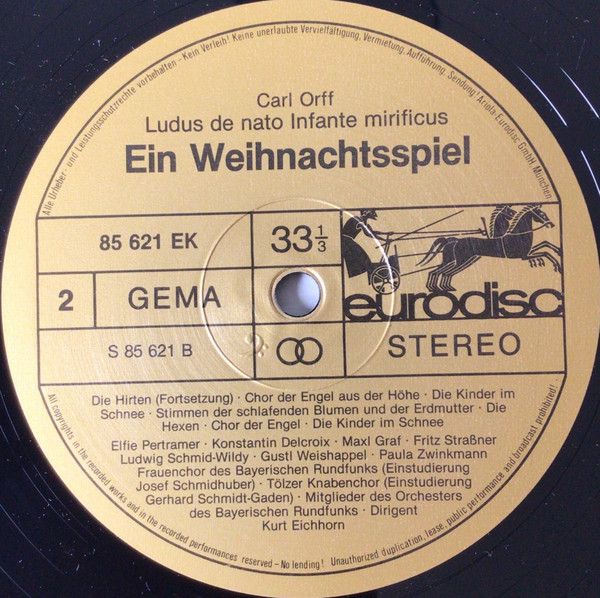 Alle Urheber- und Leistungsschutzrechte vorbehalten - Kein Verleih! Keine unerlaubte Vervielfältigung, Vermietung, Aufführung, Sendung! Ariola-Eurodisc GmbH München
Carl Orff
Ludus de nato Infante mirificus
Ein Weihnachtsspiel
85 621 EK
33 1/3
eurodisc
2
GEMA
S 85 621 B
STEREO
Die Hirten (Fortsetzung) · Chor der Engel aus der Höhe · Die Kinder im
Schnee · Stimmen der schlafenden Blumen und der Erdmutter · Die
Hexen · Chor der Engel · Die Kinder im Schnee
Elfie Pertramer · Konstantin Delcroix · Maxl Graf · Fritz Straßner
Ludwig Schmid-Wildy · Gustl Weishappel · Paula Zwinkmann
Frauenchor des Bayerischen Rundfunks (Einstudierung
Josef Schmidhuber) · Tölzer Knabenchor (Einstudierung
Gerhard Schmidt-Gaden) · Mitglieder des Orchesters
des Bayerischen Rundfunks · Dirigent
Kurt Eichhorn
All copyrights in the recorded works and in the recorded performances reserved – No lending! Unauthorized duplication, lease, public performance and broadcast prohibited!